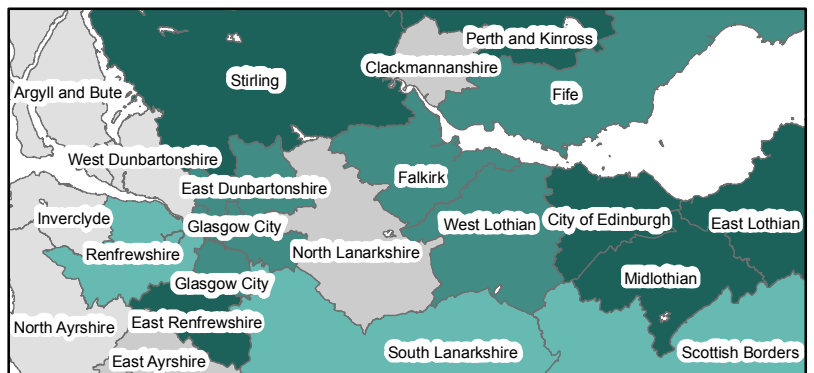 Perth and Kinross
Clackmannanshire
Stirling
Argyll and Bute
Fife
West Dunbartonshire
East Dunbartonshire
Falkirk
Inverclyde
Glasgow City
West Lothian
City of Edinburgh
East Lothian
Renfrewshire
North Lanarkshire
Glasgow City
Midlothian
North Ayrshire
East Renfrewshire
East Ayrshire
South Lanarkshire
Scottish Borders